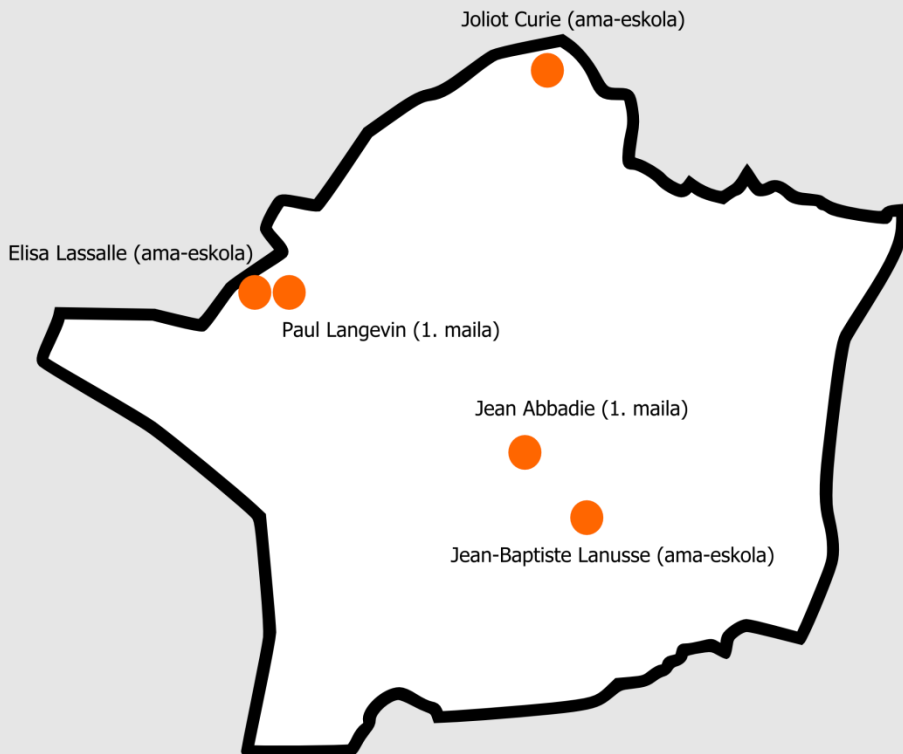 Joliot Curie (ama-eskola)
Elisa Lassalle (ama-eskola)
Paul Langevin (1. maila)
Jean Abbadie (1. maila)
Jean-Baptiste Lanusse (ama-eskola)